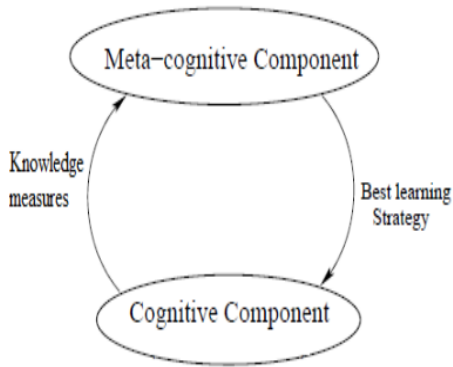 Meta-cognitive Component
Knowledge
measures
Best learning
Strategy
Cognitive Component